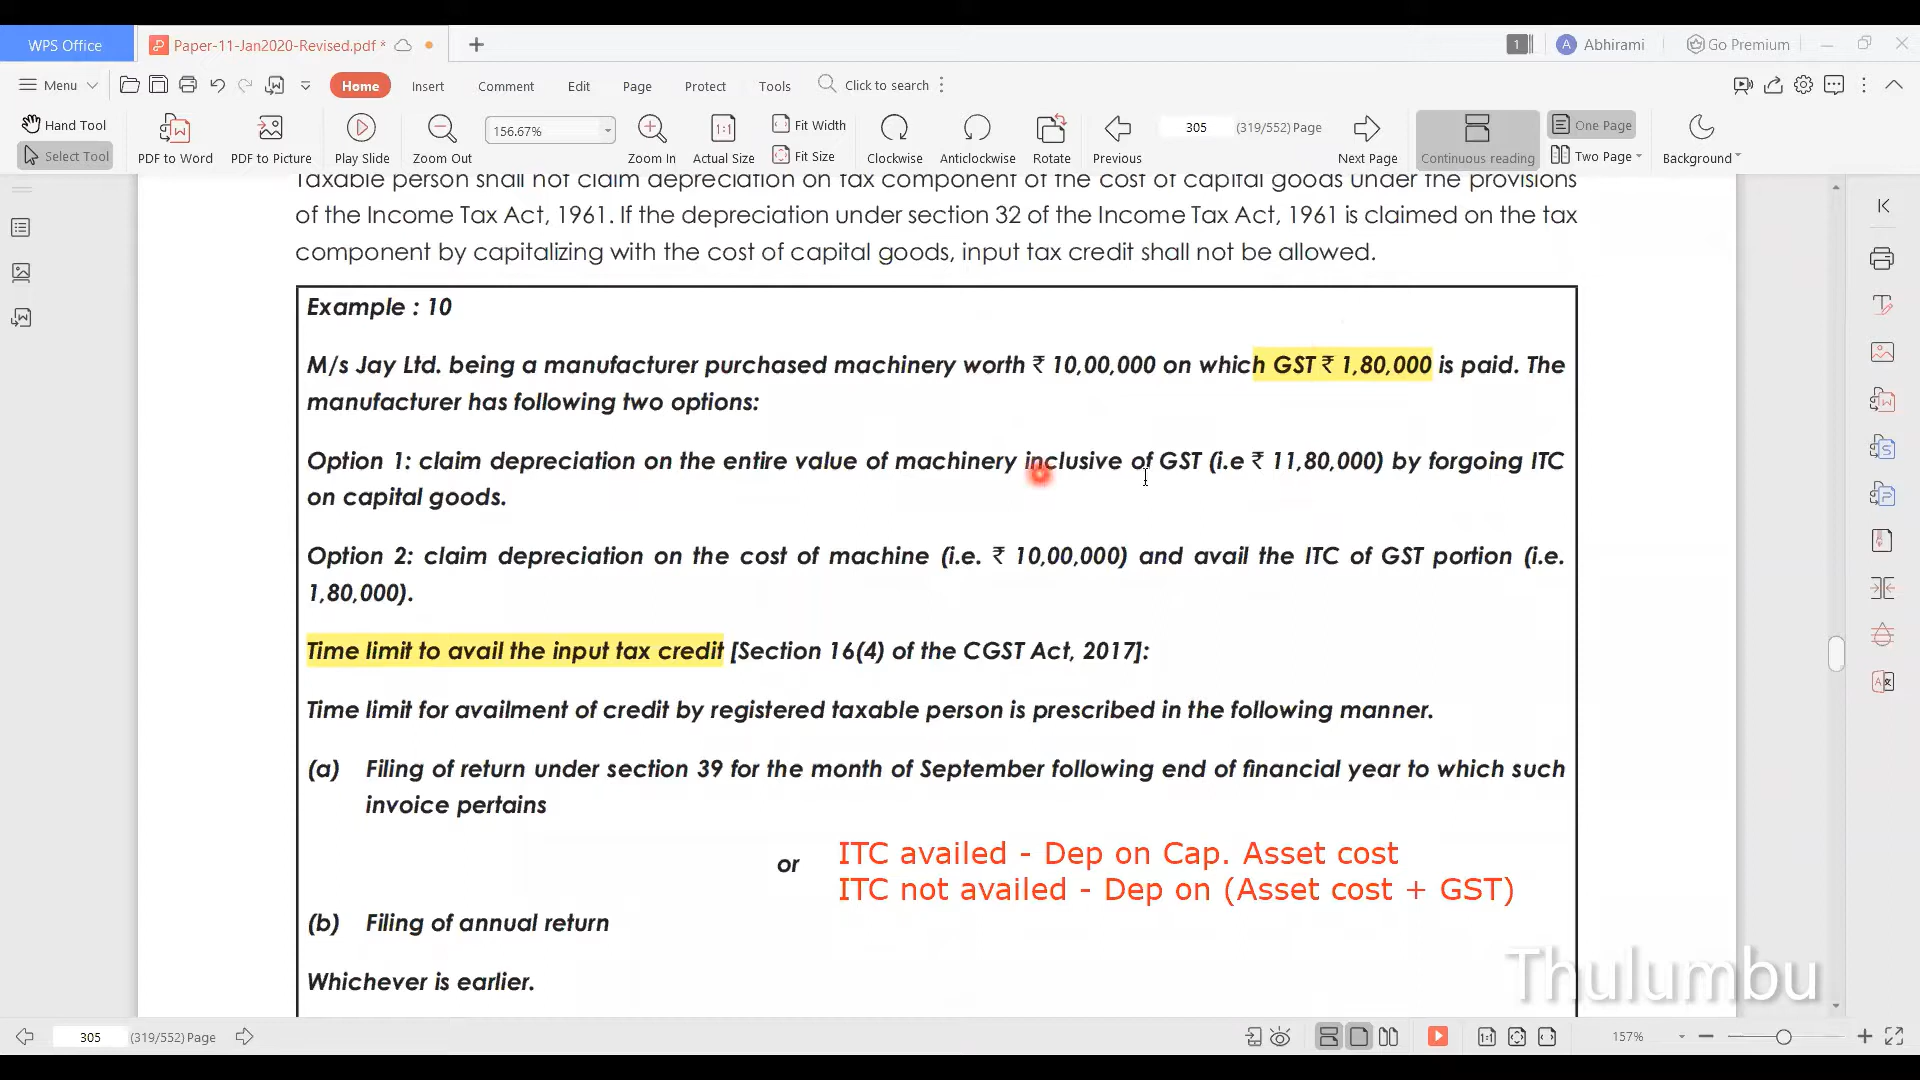 WPS Office
Paper-11-Jan2020-Revised.pdf *
1
A
Abhirami
Go Premium
Menu
Home
Insert
Comment
Edit
Page
Protect
Tools
Click to search
Hand Tool
Select Tool
PDF to Word
PDF to Picture
Play Slide
Zoom Out
156.67%
Zoom In
1:1
Actual Size
Fit Width
Fit Size
Clockwise
Anticlockwise
Rotate
Previous
305
(319/552) Page
Next Page
Continuous reading
One Page
Two Page
Background
Taxable person shall not claim depreciation on tax component of the cost of capital goods under the provisions
of the Income Tax Act, 1961. If the depreciation under section 32 of the Income Tax Act, 1961 is claimed on the tax
component by capitalizing with the cost of capital goods, input tax credit shall not be allowed.
Example : 10
M/s Jay Ltd. being a manufacturer purchased machinery worth ₹ 10,00,000 on which GST ₹ 1,80,000 is paid. The
manufacturer has following two options:
Option 1: claim depreciation on the entire value of machinery inclusive of GST (i.e ₹ 11,80,000) by forgoing ITC
on capital goods.
Option 2: claim depreciation on the cost of machine (i.e. ₹ 10,00,000) and avail the ITC of GST portion (i.e.
1,80,000).
Time limit to avail the input tax credit [Section 16(4) of the CGST Act, 2017]:
Time limit for availment of credit by registered taxable person is prescribed in the following manner.
(a) Filing of return under section 39 for the month of September following end of financial year to which such
invoice pertains
or
ITC availed - Dep on Cap. Asset cost
ITC not availed - Dep on (Asset cost + GST)
(b) Filing of annual return
Whichever is earlier.
Thulumbu
305
(319/552) Page
157%